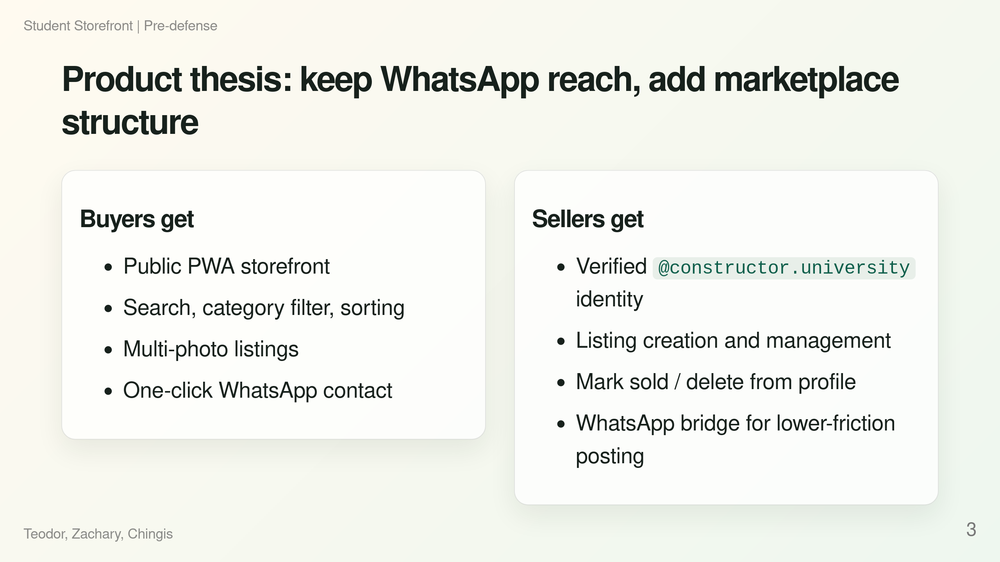 Student Storefront | Pre-defense
Product thesis: keep WhatsApp reach, add marketplace
structure
Buyers get
• Public PWA storefront
• Search, category filter, sorting
• Multi-photo listings
• One-click WhatsApp contact
Sellers get
• Verified @constructor.university
identity
• Listing creation and management
• Mark sold / delete from profile
• WhatsApp bridge for lower-friction
posting
Teodor, Zachary, Chingis
3